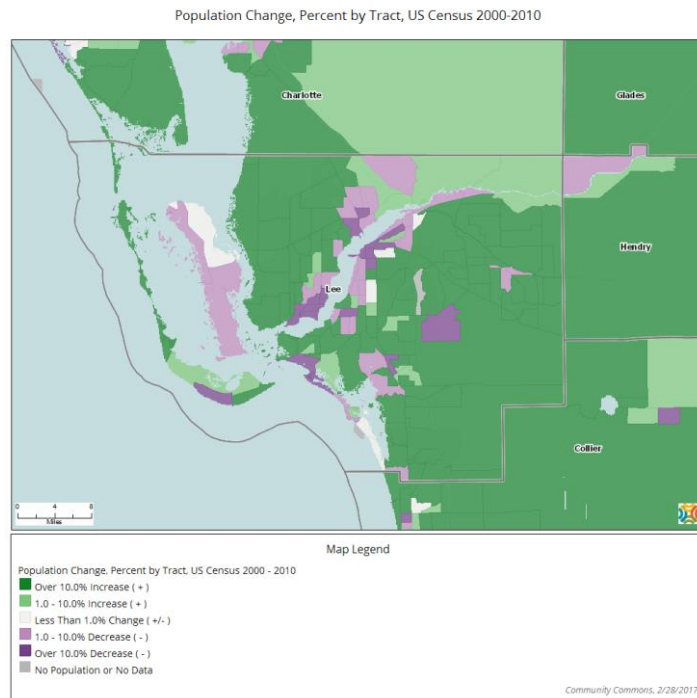 Population Change, Percent by Tract, US Census 2000-2010
Charlotte
Glades
Hendry
Lee
Collier
0 4 8
Miles
Map Legend
Population Change, Percent by Tract, US Census 2000 - 2010
Over 10.0% Increase ( + )
1.0 - 10.0% Increase ( + )
Less Than 1.0% Change ( +/- )
1.0 - 10.0% Decrease ( - )
Over 10.0% Decrease ( - )
No Population or No Data
Community Commons, 2/28/2017